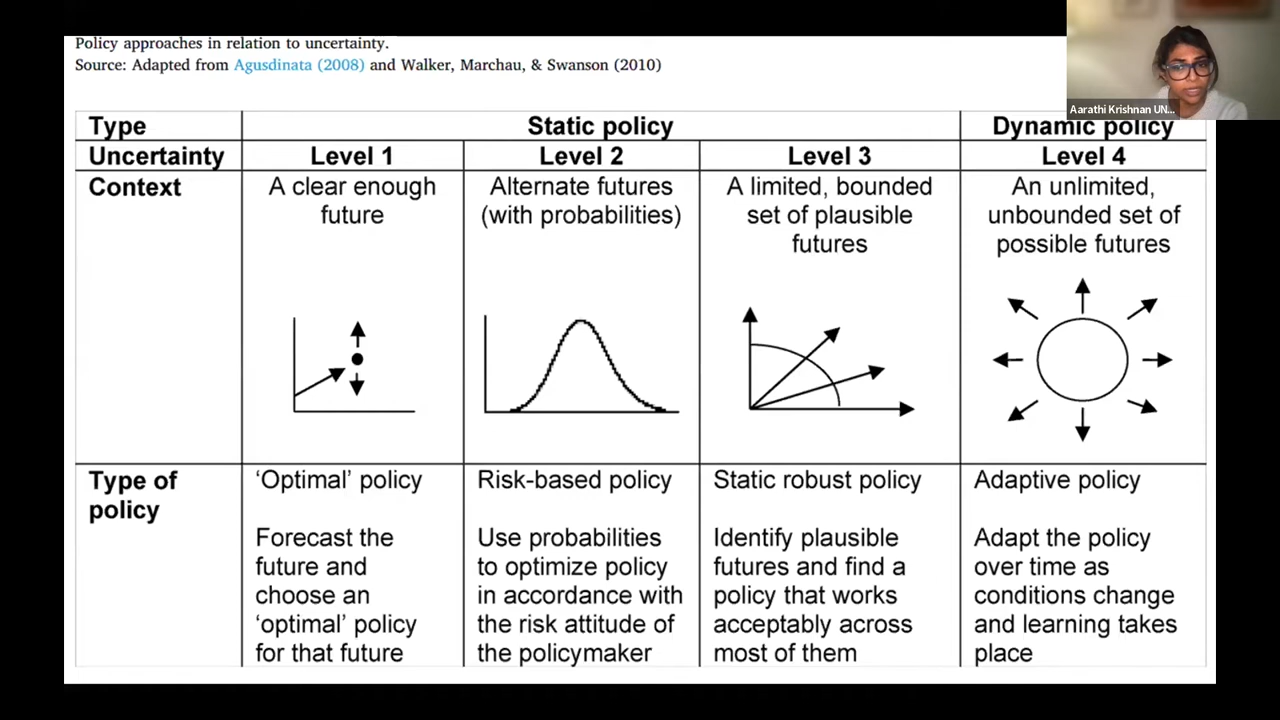 Policy approaches in relation to uncertainty.
Source: Adapted from Agusdinata (2008) and Walker, Marchau, & Swanson (2010)
Aarathi Krishnan UN...
Type
Static policy
Dynamic policy
Uncertainty
Level 1
Level 2
Level 3
Level 4
Context
A clear enough
future
Alternate futures
(with probabilities)
A limited, bounded
set of plausible
futures
An unlimited,
unbounded set of
possible futures
Type of
policy
‘Optimal’ policy
Forecast the
future and
choose an
‘optimal’ policy
for that future
Risk-based policy
Use probabilities
to optimize policy
in accordance with
the risk attitude of
the policymaker
Static robust policy
Identify plausible
futures and find a
policy that works
acceptably across
most of them
Adaptive policy
Adapt the policy
over time as
conditions change
and learning takes
place